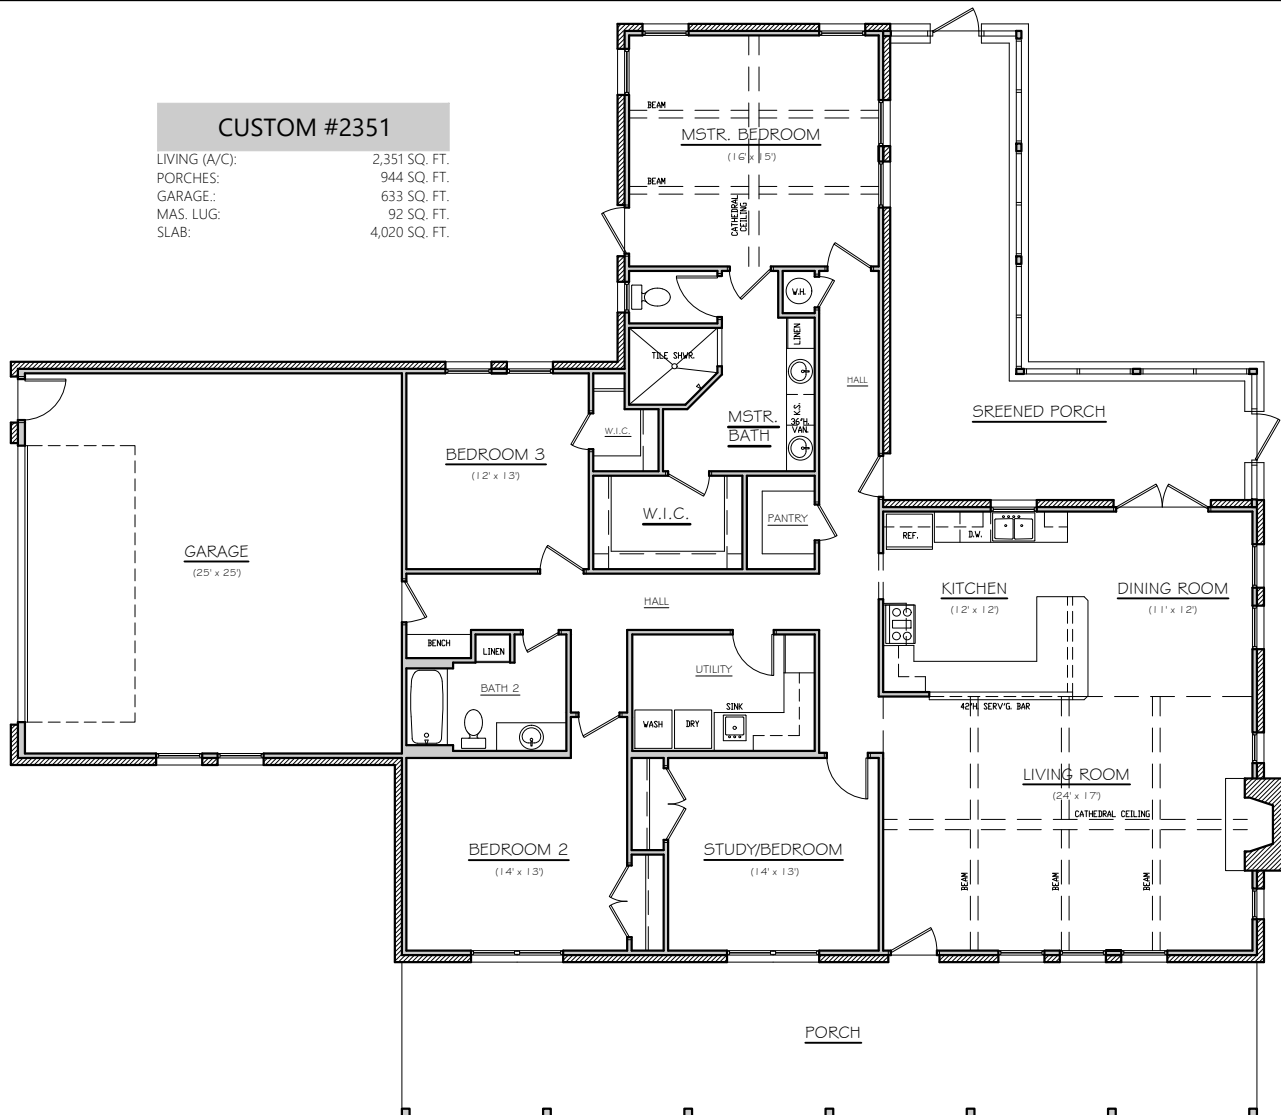 CUSTOM #2351
LIVING (A/C): 2,351 SQ. FT.
PORCHES: 944 SQ. FT.
GARAGE.: 633 SQ. FT.
MAS. LUG: 92 SQ. FT.
SLAB: 4,020 SQ. FT.
BEAM
MSTR. BEDROOM
(16' x 15')
BEAM
CATHEDRAL
CEILING
W.H.
LINEN
TILE SHWR.
HALL
K.S.
36"H.
VAN.
MSTR.
BATH
SREENED PORCH
W.I.C.
BEDROOM 3
(12' x 13')
W.I.C.
PANTRY
REF.
D.W.
GARAGE
(25' x 25')
HALL
KITCHEN
(12' x 12')
DINING ROOM
(11' x 12')
BENCH
LINEN
BATH 2
UTILITY
WASH
DRY
SINK
42"H. SERV'G. BAR
LIVING ROOM
(24' x 17')
CATHEDRAL CEILING
BEDROOM 2
(14' x 13')
STUDY/BEDROOM
(14' x 13')
BEAM
BEAM
BEAM
PORCH